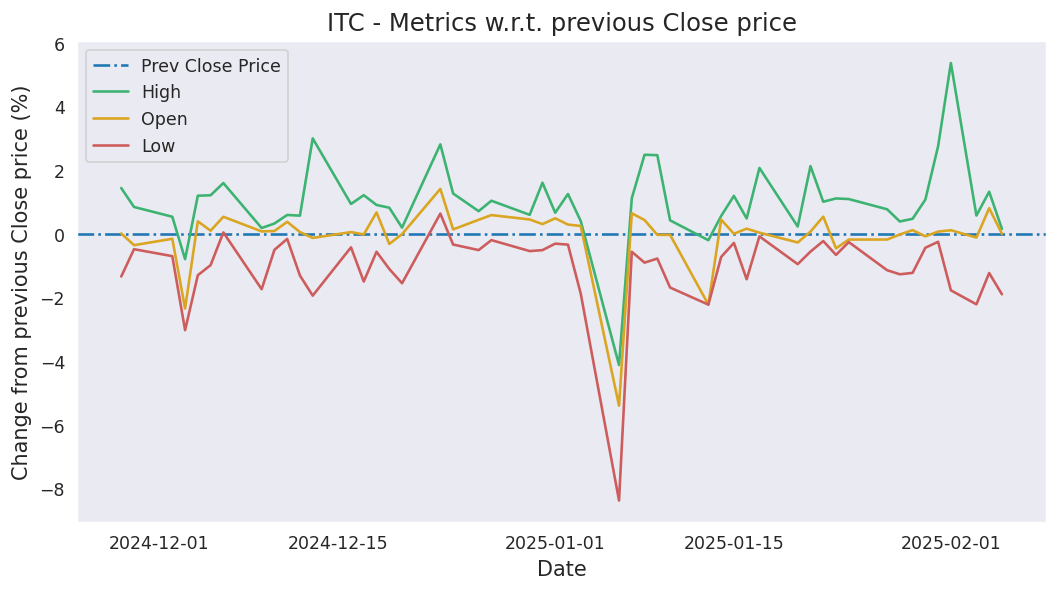 ITC - Metrics w.r.t. previous Close price
Change from previous Close price (%)
6
4
2
0
−2
−4
−6
−8
Prev Close Price
High
Open
Low
2024-12-01
2024-12-15
2025-01-01
2025-01-15
2025-02-01
Date